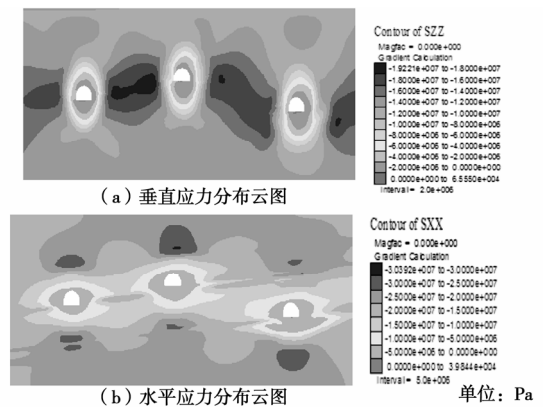 Contour of SZZ
Magfac = 0.000e+000
Gradient Calculation
-1.9221e+007 to -1.8000e+007
-1.8000e+007 to -1.6000e+007
-1.6000e+007 to -1.4000e+007
-1.4000e+007 to -1.2000e+007
-1.2000e+007 to -1.0000e+007
-1.0000e+007 to -8.0000e+006
-8.0000e+006 to -6.0000e+006
-6.0000e+006 to -4.0000e+006
-4.0000e+006 to -2.0000e+006
-2.0000e+006 to 0.0000e+000
0.0000e+000 to 6.5550e+004
Interval = 2.0e+006
（a）垂直应力分布云图
Contour of SXX
Magfac = 0.000e+000
Gradient Calculation
-3.0392e+007 to -3.0000e+007
-3.0000e+007 to -2.5000e+007
-2.5000e+007 to -2.0000e+007
-2.0000e+007 to -1.5000e+007
-1.5000e+007 to -1.0000e+007
-1.0000e+007 to -5.0000e+006
-5.0000e+006 to 0.0000e+000
0.0000e+000 to 3.9844e+004
Interval = 5.0e+006
（b）水平应力分布云图
单位：Pa